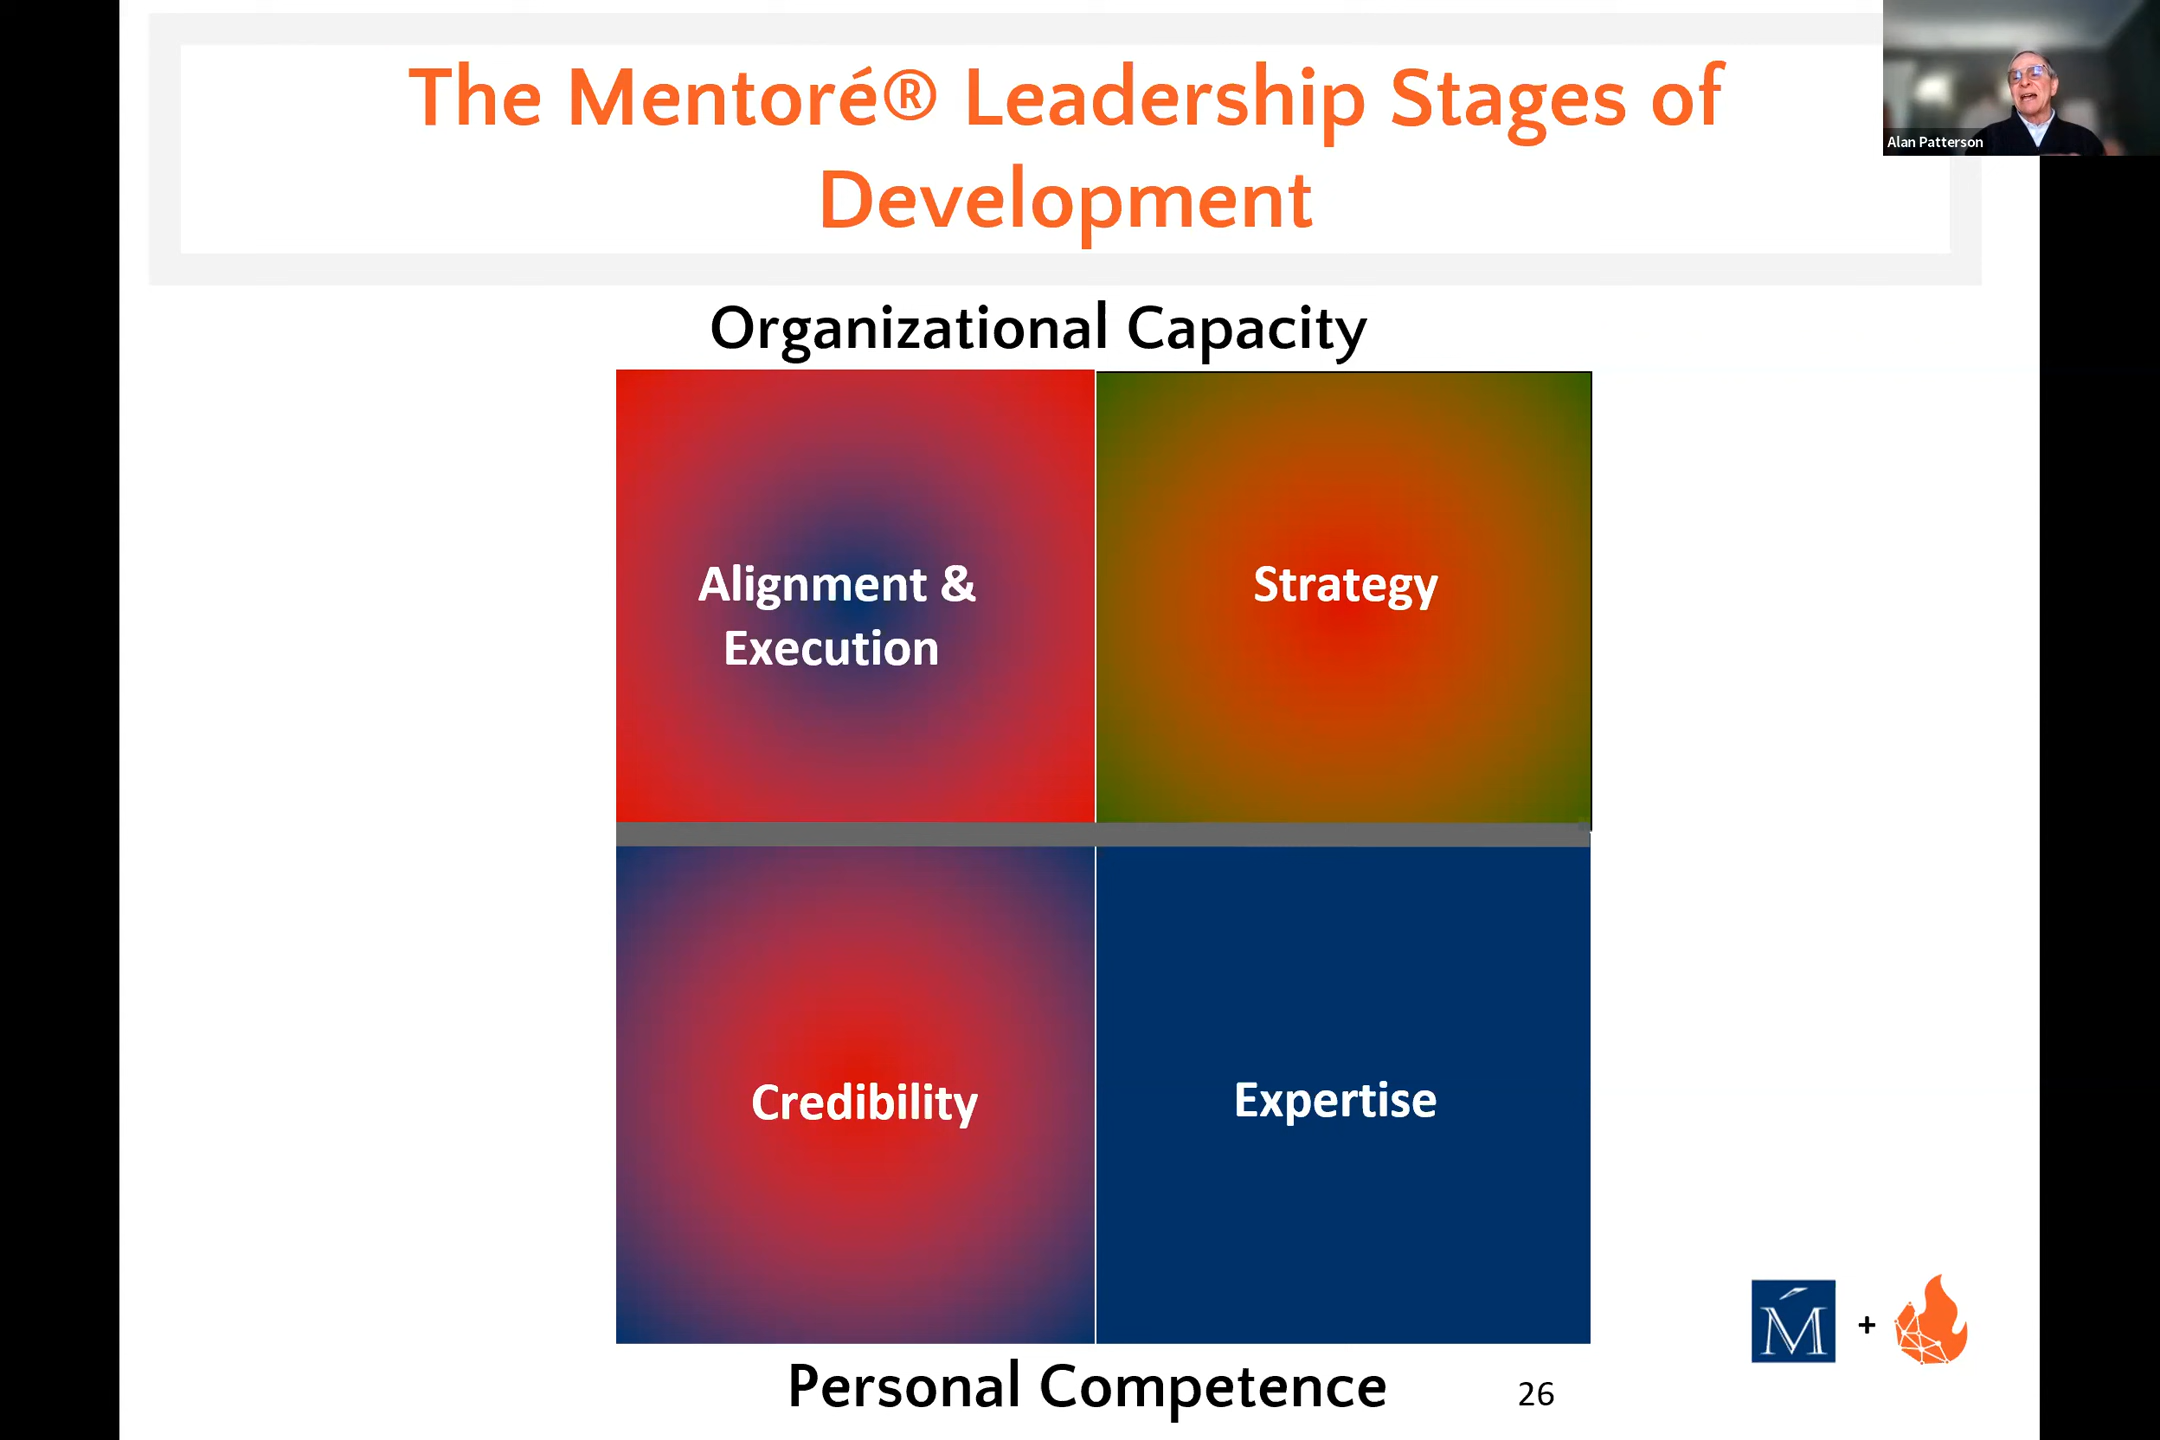 The Mentoré® Leadership Stages of
Development
Alan Patterson
Organizational Capacity
Alignment &
Execution
Strategy
Credibility
Expertise
Personal Competence
26
Ḿ
+